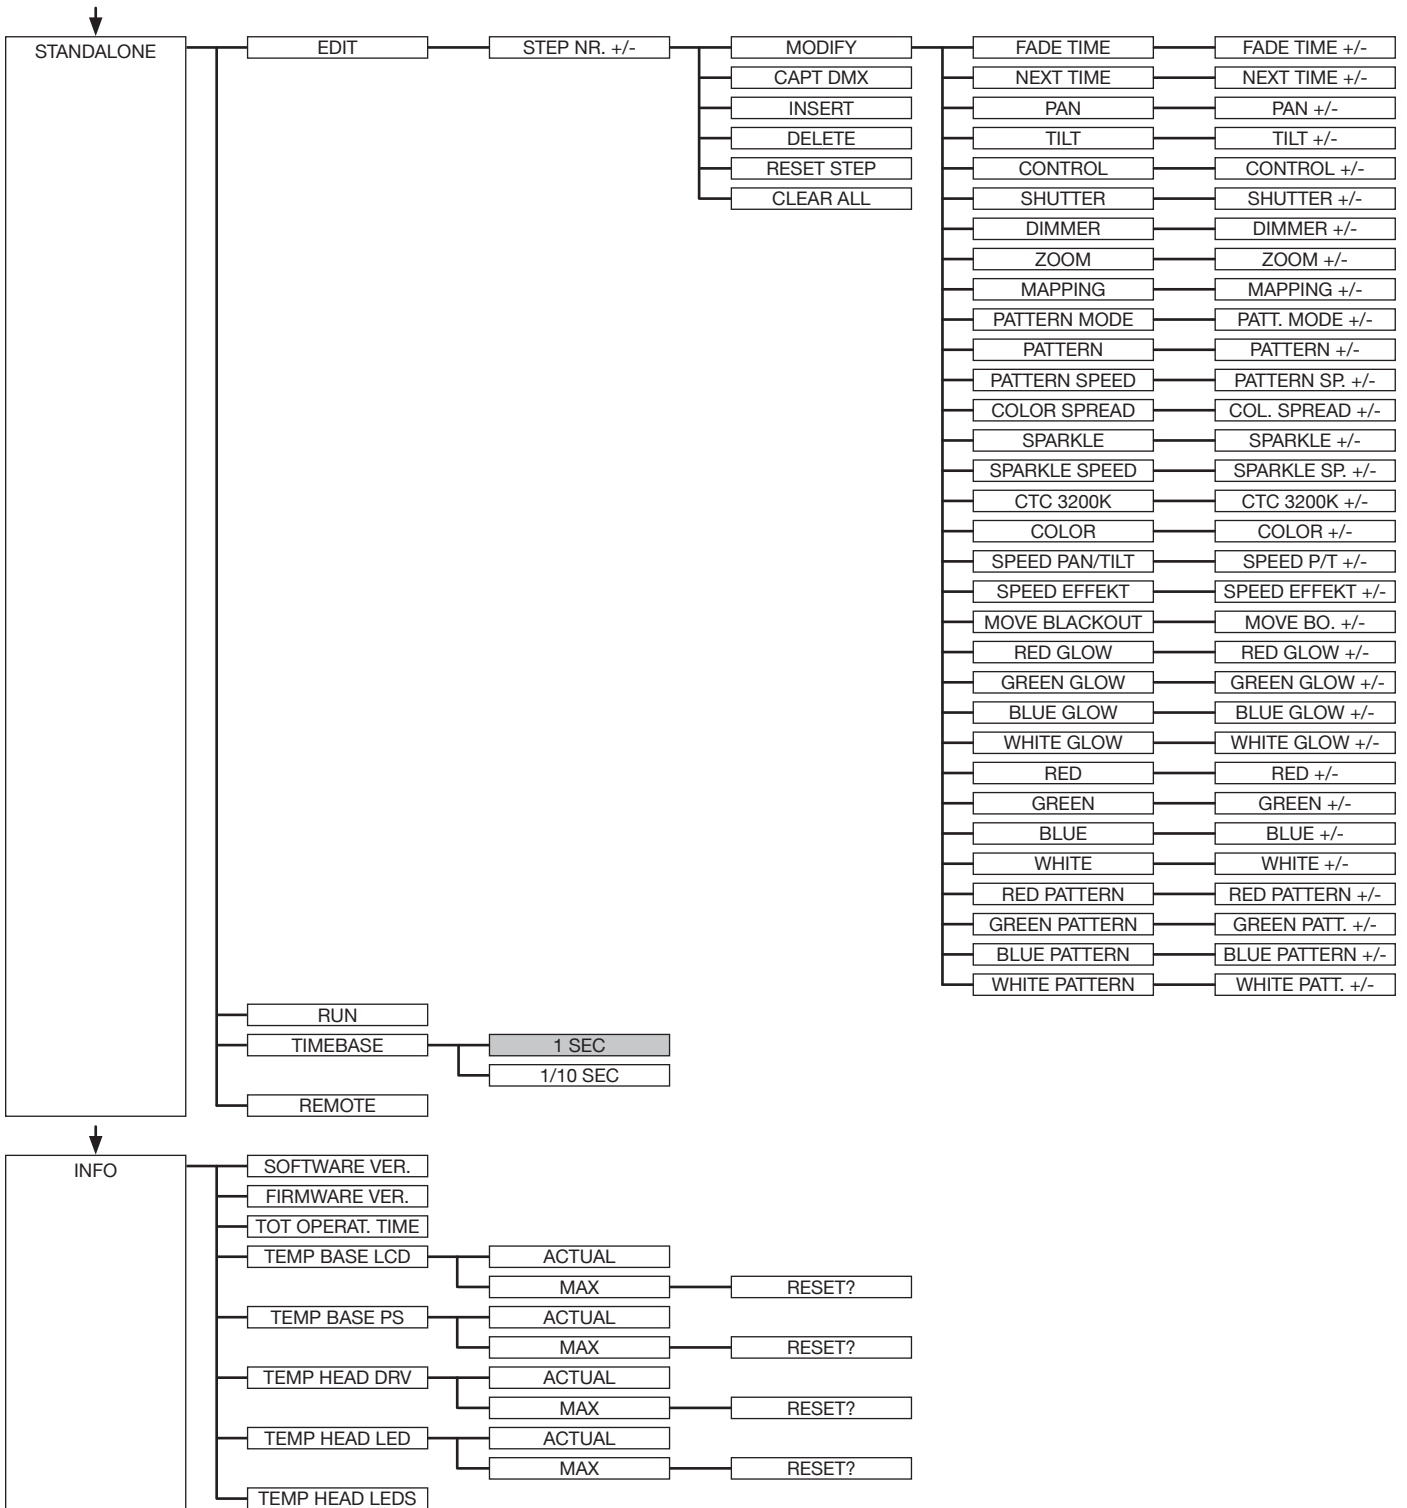 STANDALONE EDIT STEP NR. +/- MODIFY FADE TIME FADE TIME +/-
CAPT DMX NEXT TIME NEXT TIME +/-
INSERT PAN PAN +/-
DELETE TILT TILT +/-
RESET STEP CONTROL CONTROL +/-
CLEAR ALL SHUTTER SHUTTER +/-
DIMMER DIMMER +/-
ZOOM ZOOM +/-
MAPPING MAPPING +/-
PATTERN MODE PATT. MODE +/-
PATTERN PATTERN +/-
PATTERN SPEED PATTERN SP. +/-
COLOR SPREAD COL. SPREAD +/-
SPARKLE SPARKLE +/-
SPARKLE SPEED SPARKLE SP. +/-
CTC 3200K CTC 3200K +/-
COLOR COLOR +/-
SPEED PAN/TILT SPEED P/T +/-
SPEED EFFEKT SPEED EFFEKT +/-
MOVE BLACKOUT MOVE BO. +/-
RED GLOW RED GLOW +/-
GREEN GLOW GREEN GLOW +/-
BLUE GLOW BLUE GLOW +/-
WHITE GLOW WHITE GLOW +/-
RED RED +/-
GREEN GREEN +/-
BLUE BLUE +/-
WHITE WHITE +/-
RED PATTERN RED PATTERN +/-
GREEN PATTERN GREEN PATT. +/-
BLUE PATTERN BLUE PATTERN +/-
WHITE PATTERN WHITE PATT. +/-
RUN
TIMEBASE 1 SEC
1/10 SEC
REMOTE
INFO SOFTWARE VER.
FIRMWARE VER.
TOT OPERAT. TIME
TEMP BASE LCD ACTUAL
MAX RESET?
TEMP BASE PS ACTUAL
MAX RESET?
TEMP HEAD DRV ACTUAL
MAX RESET?
TEMP HEAD LED ACTUAL
MAX RESET?
TEMP HEAD LEDS